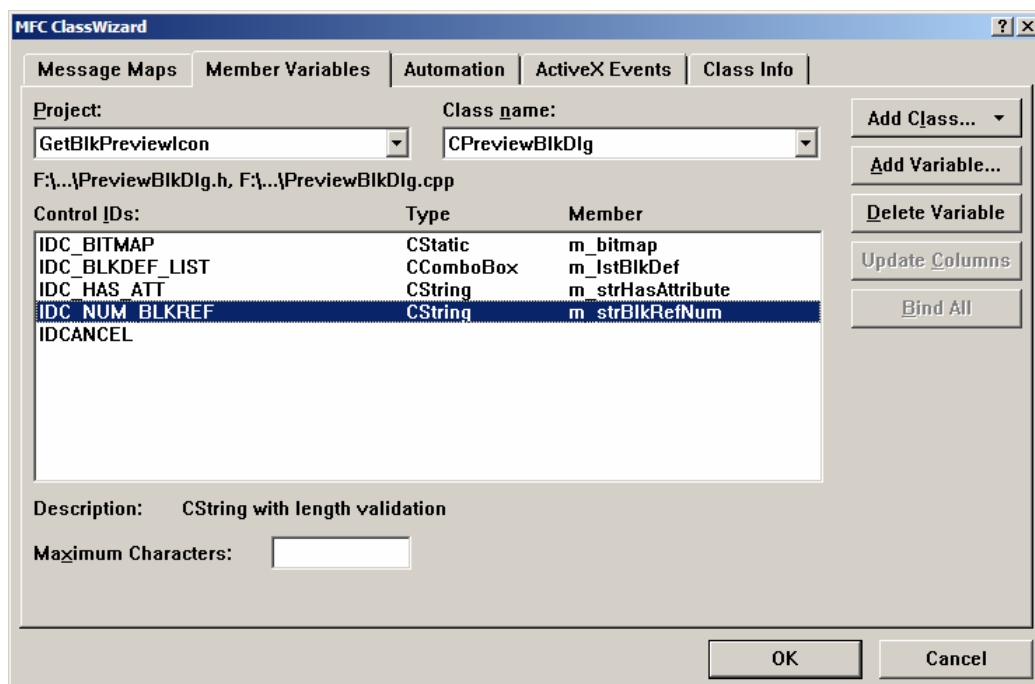 MFC ClassWizard
Message Maps Member Variables Automation ActiveX Events Class Info
Project: Class name:
GetBlkPreviewIcon CPreviewBlkDlg
Add Class...
Add Variable...
F:\...\PreviewBlkDlg.h, F:\...\PreviewBlkDlg.cpp
Control IDs: Type Member
Delete Variable
IDC_BITMAP CStatic m_bitmap
IDC_BLKDEF_LIST CComboBox m_lstBlkDef
Update Columns
IDC_HAS_ATT CString m_strHasAttribute
IDC_NUM_BLKREF CString m_strBlkRefNum
Bind All
IDCANCEL
Description: CString with length validation
Maximum Characters:
OK Cancel